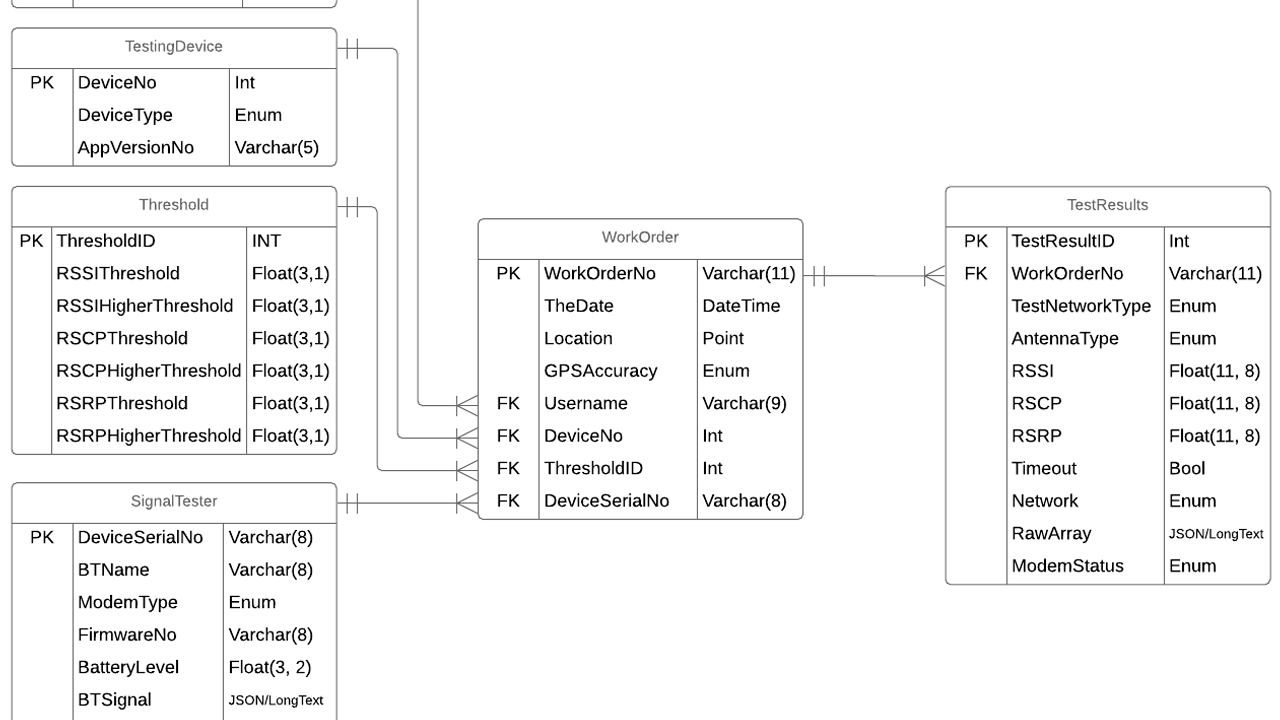 TestingDevice
PK DeviceNo Int
DeviceType Enum
AppVersionNo Varchar(5)
Threshold
PK ThresholdID INT
RSSIThreshold Float(3,1)
RSSIHigherThreshold Float(3,1)
RSCPThreshold Float(3,1)
RSCPHigherThreshold Float(3,1)
RSRPThreshold Float(3,1)
RSRPHigherThreshold Float(3,1)
SignalTester
PK DeviceSerialNo Varchar(8)
BTName Varchar(8)
ModemType Enum
FirmwareNo Varchar(8)
BatteryLevel Float(3, 2)
BTSignal JSON/LongText
WorkOrder
PK WorkOrderNo Varchar(11)
TheDate DateTime
Location Point
GPSAccuracy Enum
FK Username Varchar(9)
FK DeviceNo Int
FK ThresholdID Int
FK DeviceSerialNo Varchar(8)
TestResults
PK TestResultID Int
FK WorkOrderNo Varchar(11)
TestNetworkType Enum
AntennaType Enum
RSSI Float(11, 8)
RSCP Float(11, 8)
RSRP Float(11, 8)
Timeout Bool
Network Enum
RawArray JSON/LongText
ModemStatus Enum